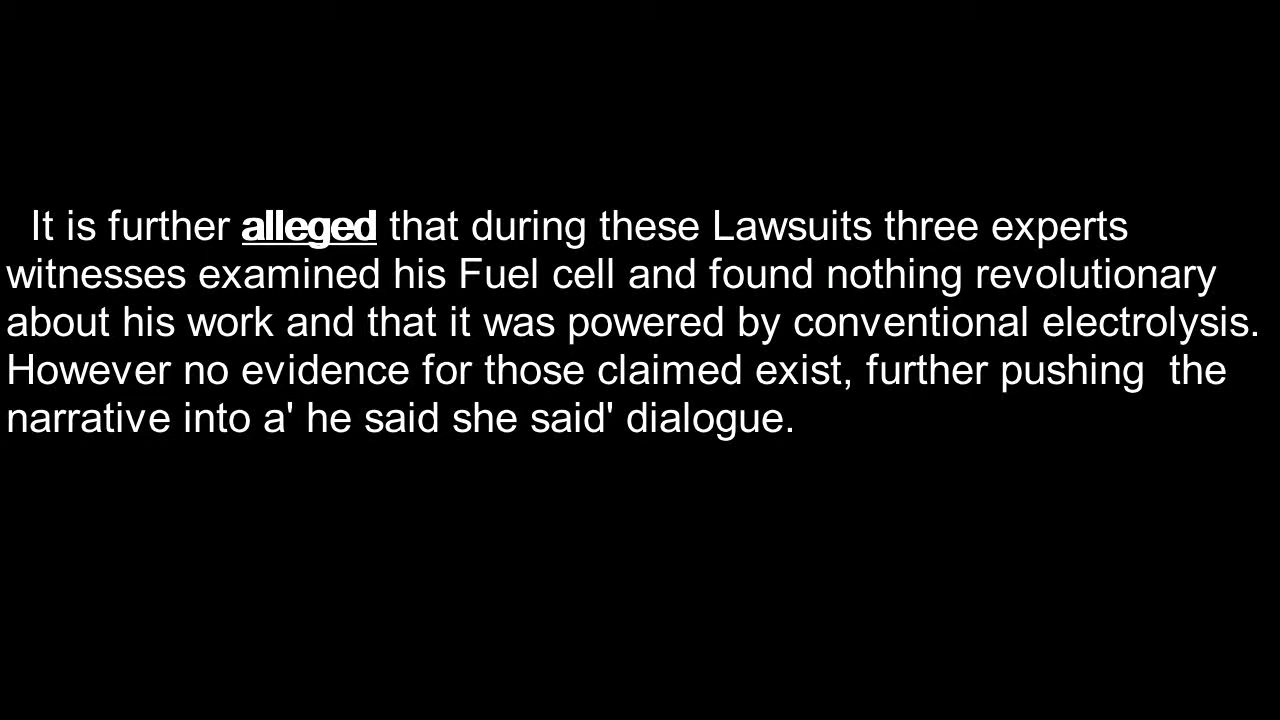 It is further alleged that during these Lawsuits three experts
witnesses examined his Fuel cell and found nothing revolutionary
about his work and that it was powered by conventional electrolysis.
However no evidence for those claimed exist, further pushing  the
narrative into a' he said she said' dialogue.